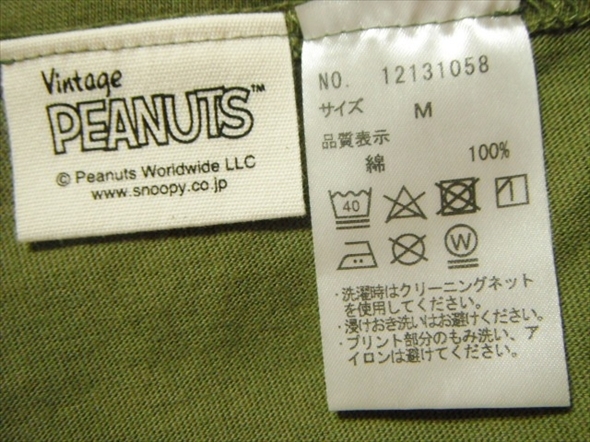 Vintage
PEANUTS™
© Peanuts Worldwide LLC
www.snoopy.co.jp
NO. 12131058
サイズ M
品質表示
綿 100%
40
W
・洗濯時はクリーニングネット
を使用してください。
・浸けおき洗いはお避けください。
・プリント部分のもみ洗い、ア
イロンは避けてください。